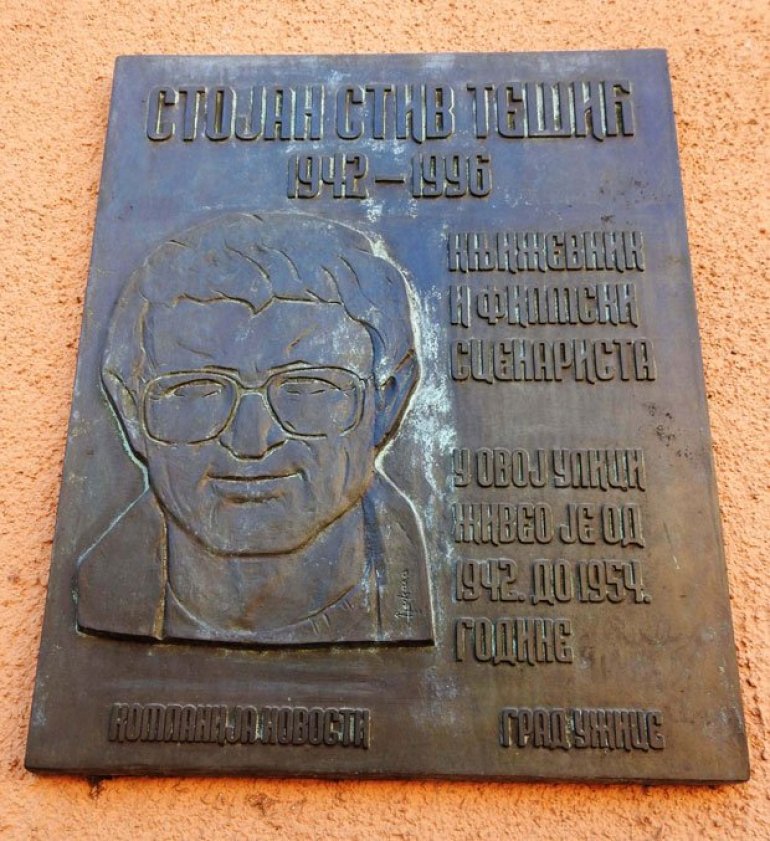 СТОЈАН СТИВ ТЕШИЋ
1942 – 1996
КЊИЖЕВНИК
И ФИЛМСКИ
СЦЕНАРИСТА
У ОВОЈ УЛИЦИ
ЖИВЕО ЈЕ ОД
1942. ДО 1954.
ГОДИНЕ
КОМПАНИЈА НОВОСТИ
ГРАД УЖИЦЕ